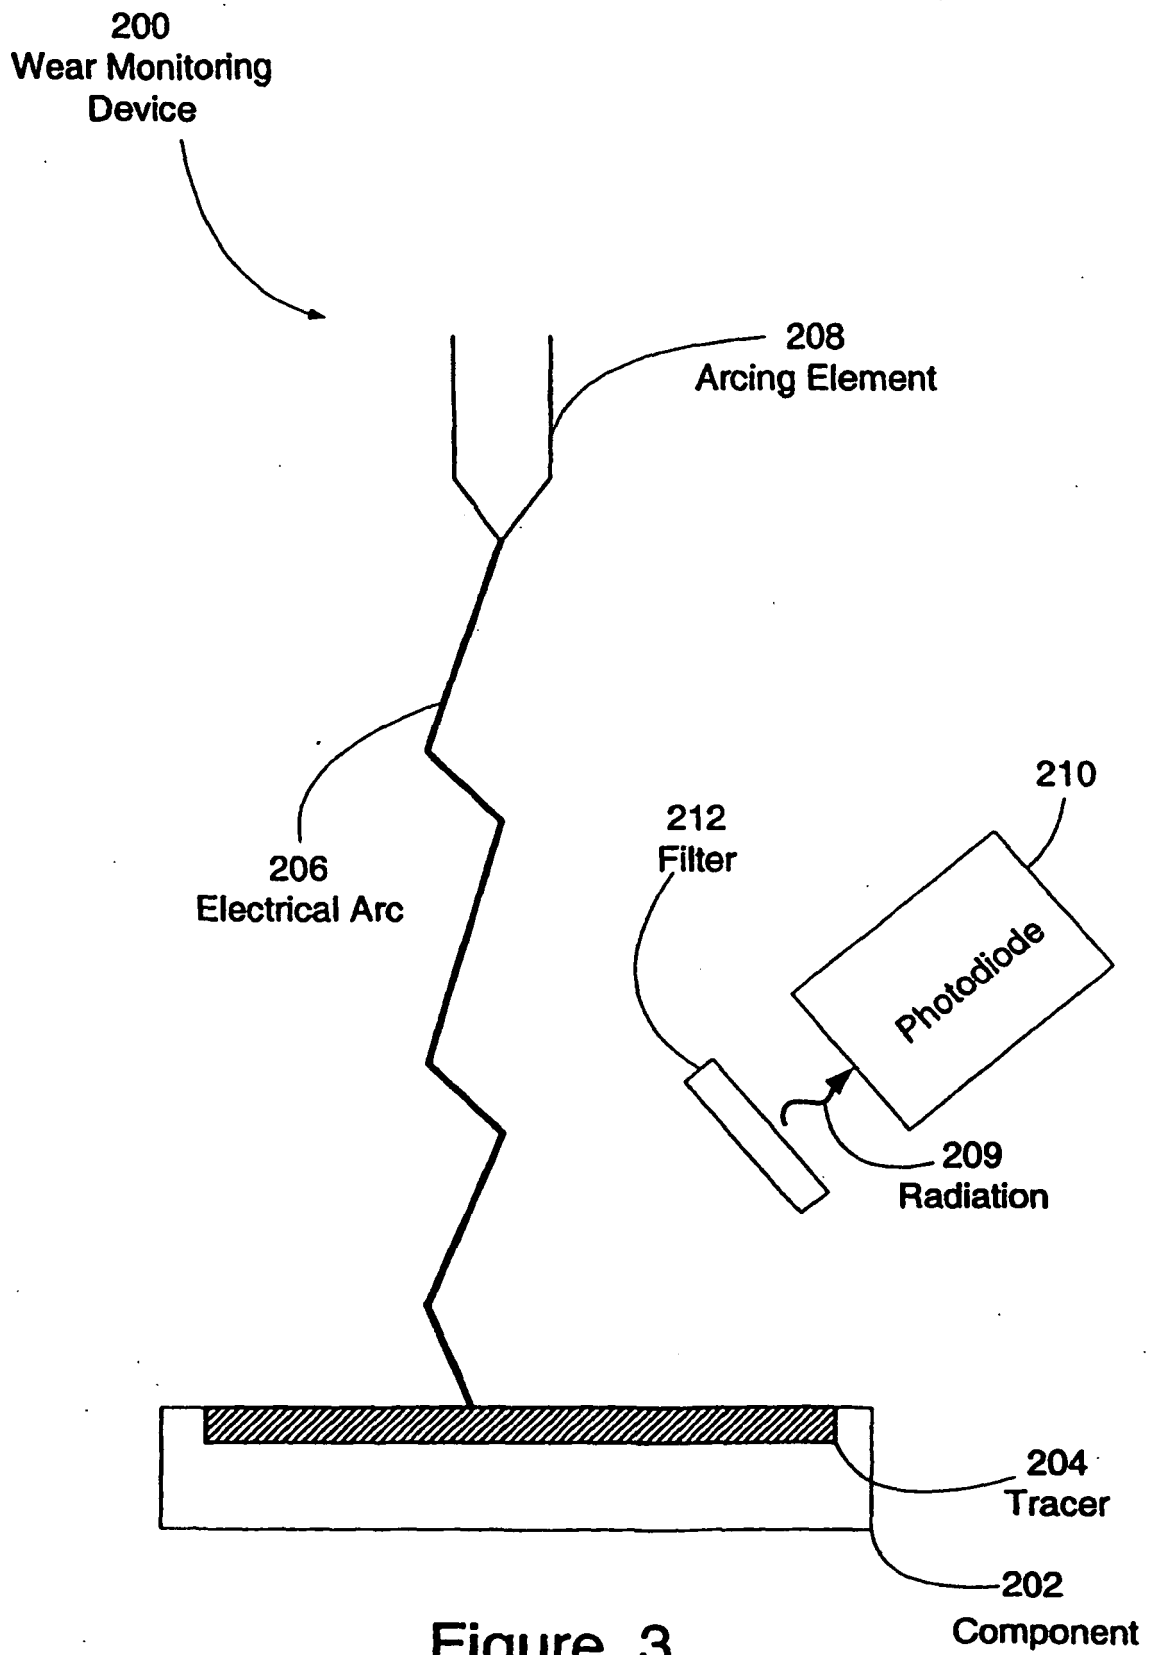 200
Wear Monitoring
Device
208
Arcing Element
210
212
Filter
206
Electrical Arc
Photodiode
209
Radiation
204
Tracer
202
Component
Figure 3